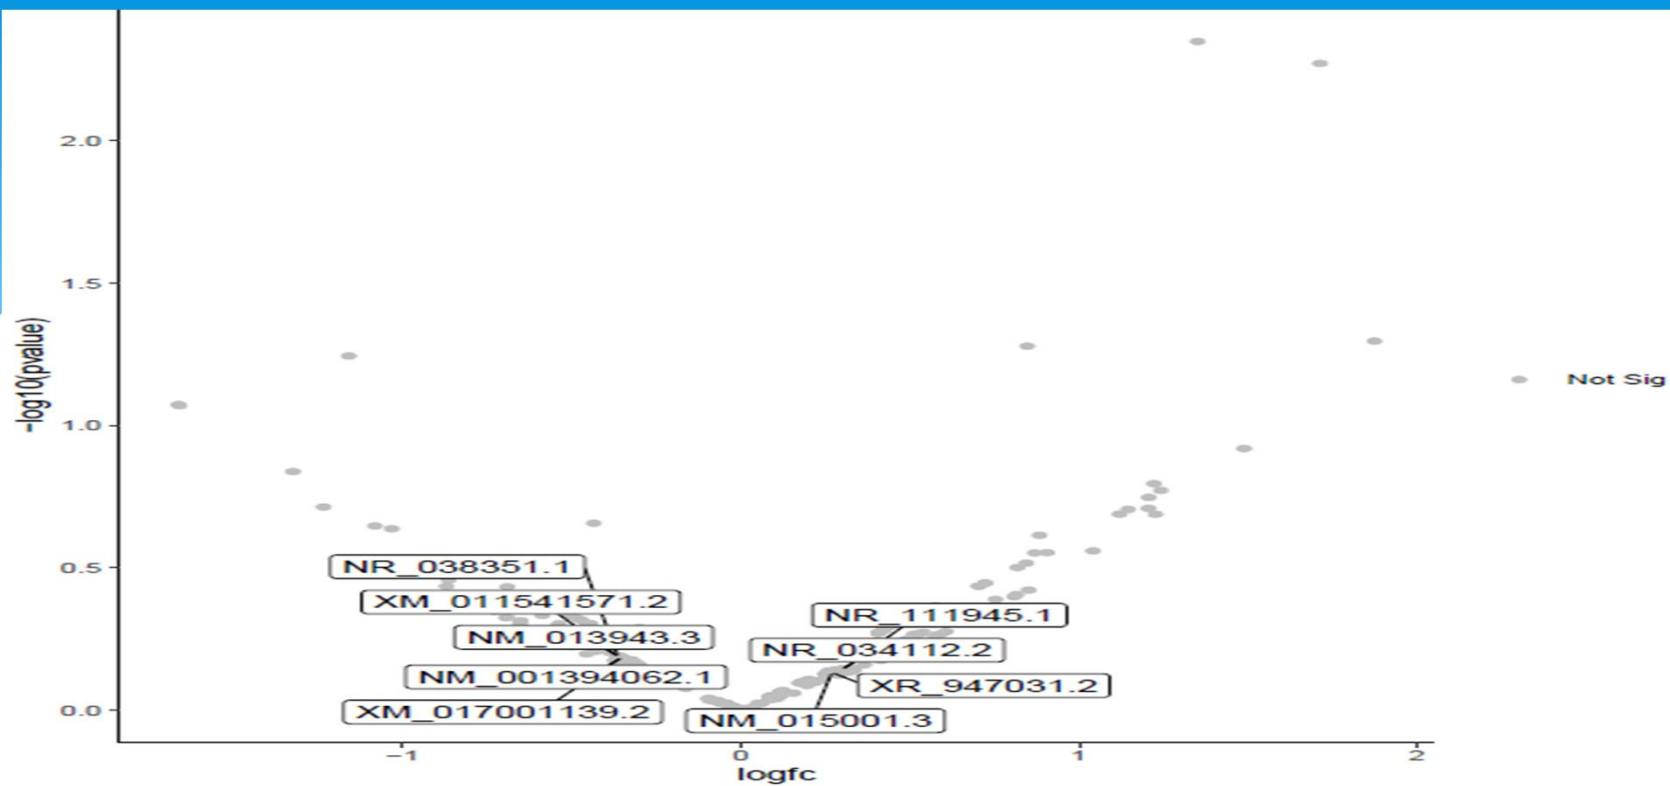 2.0
1.5
1.0
0.5
0.0
-log10(pvalue)
Not Sig
NR_038351.1
XM_011541571.2
NM_013943.3
NM_001394062.1
XM_017001139.2
NR_111945.1
NR_034112.2
XR_947031.2
NM_015001.3
-1
0
1
2
logfc